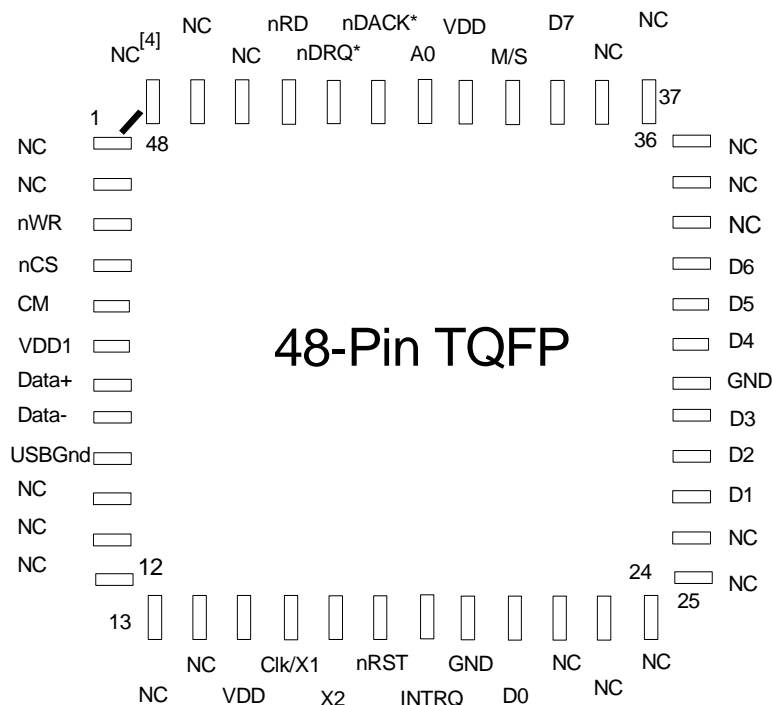 NC
nRD
nDACK*
VDD
D7
NC
NC[4]
NC
nDRQ*
A0
M/S
NC
1
48
36
37
NC
NC
NC
NC
nWR
NC
nCS
D6
CM
D5
VDD1
D4
Data+
GND
48-Pin TQFP
Data-
D3
USBGnd
D2
NC
D1
NC
NC
NC
NC
12
24
13
25
NC
Clk/X1
nRST
GND
NC
NC
NC
VDD
X2
INTRQ
D0
NC